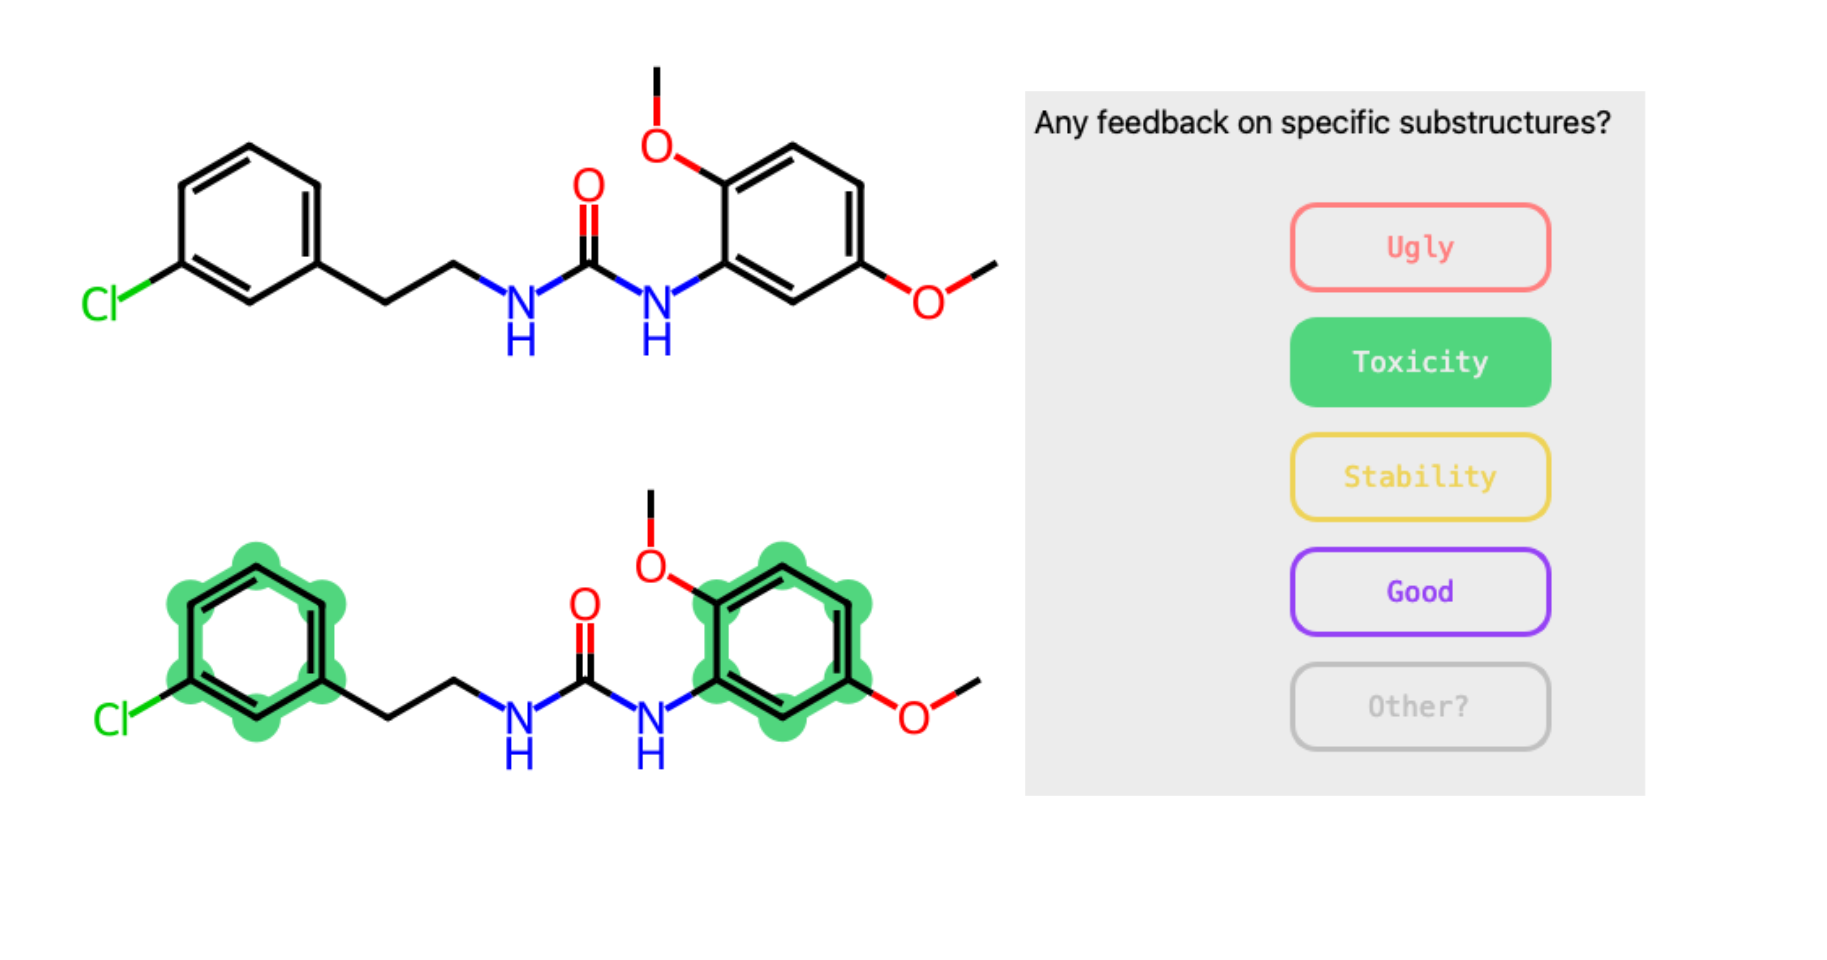 O
O
Cl
N
H
N
H
O
Any feedback on specific substructures?
Ugly
Toxicity
Stability
Good
Other?
O
O
Cl
N
H
N
H
O